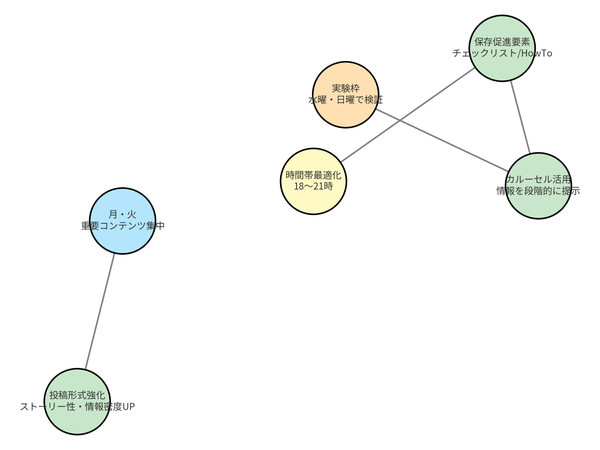 保存促進要素
チェックリスト/HowTo
実験枠
水曜・日曜で検証
時間帯最適化
18〜21時
カルーセル活用
情報を段階的に提示
月・火
重要コンテンツ集中
投稿形式強化
ストーリー性・情報密度UP